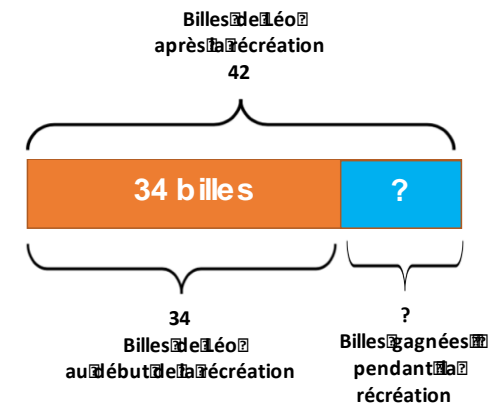 Billes de Léo
après la récréation
42
34 billes
?
34
Billes de Léo
au début de la récréation
?
Billes gagnées
pendant la
récréation